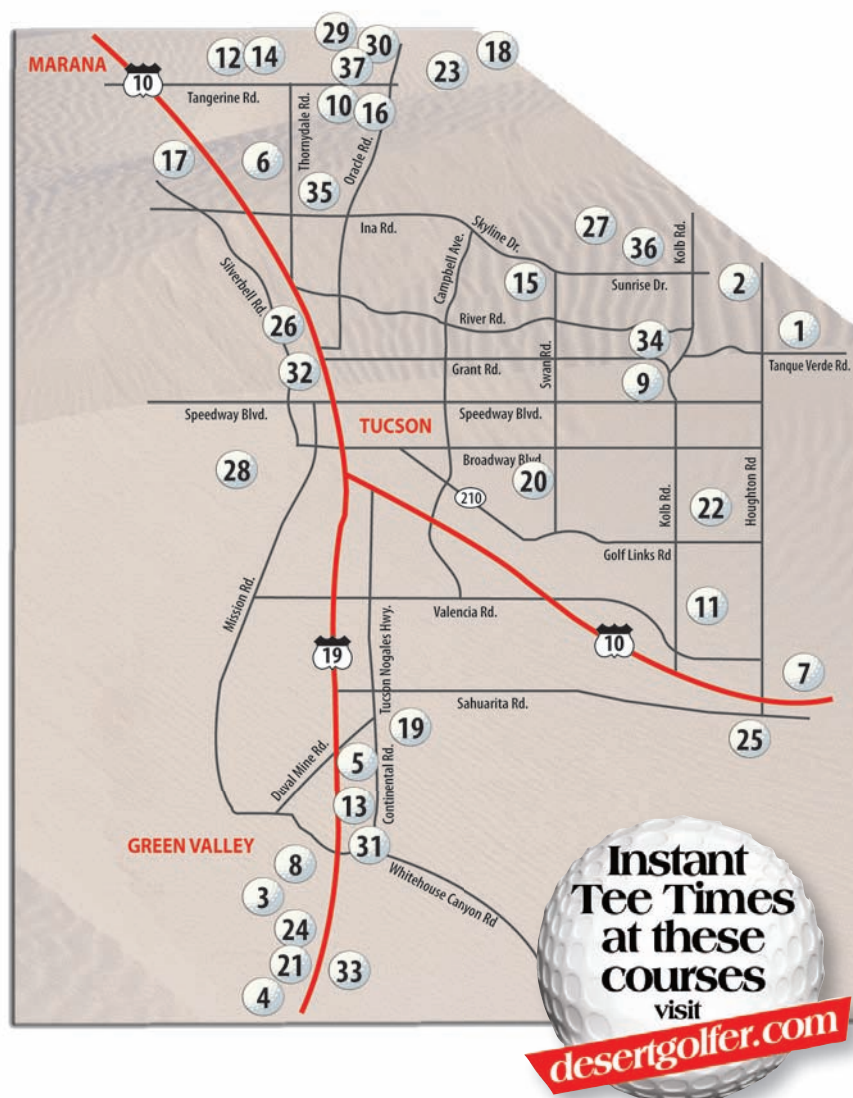 29
30
18
12
14
37
23
MARANA
10
Tangerine Rd.
Thornydale Rd.
10
16
Oracle Rd.
17
6
35
Ina Rd.
Skyline Dr.
27
36
Kolb Rd.
Silverbell Rd.
Campbell Ave.
15
Sunrise Dr.
2
26
River Rd.
34
1
32
Grant Rd.
Swan Rd.
9
Tanque Verde Rd.
Speedway Blvd.
TUCSON
Speedway Blvd.
28
Broadway Blvd.
20
210
Kolb Rd.
22
Houghton Rd
Golf Links Rd
Mission Rd.
Valencia Rd.
11
19
Tucson Nogales Hwy.
10
7
Sahuarita Rd.
19
25
Duval Mine Rd.
5
Continental Rd.
13
GREEN VALLEY
31
8
Whitehouse Canyon Rd
3
24
21
33
4
Instant
Tee Times
at these
courses
visit
desertgolfer.com